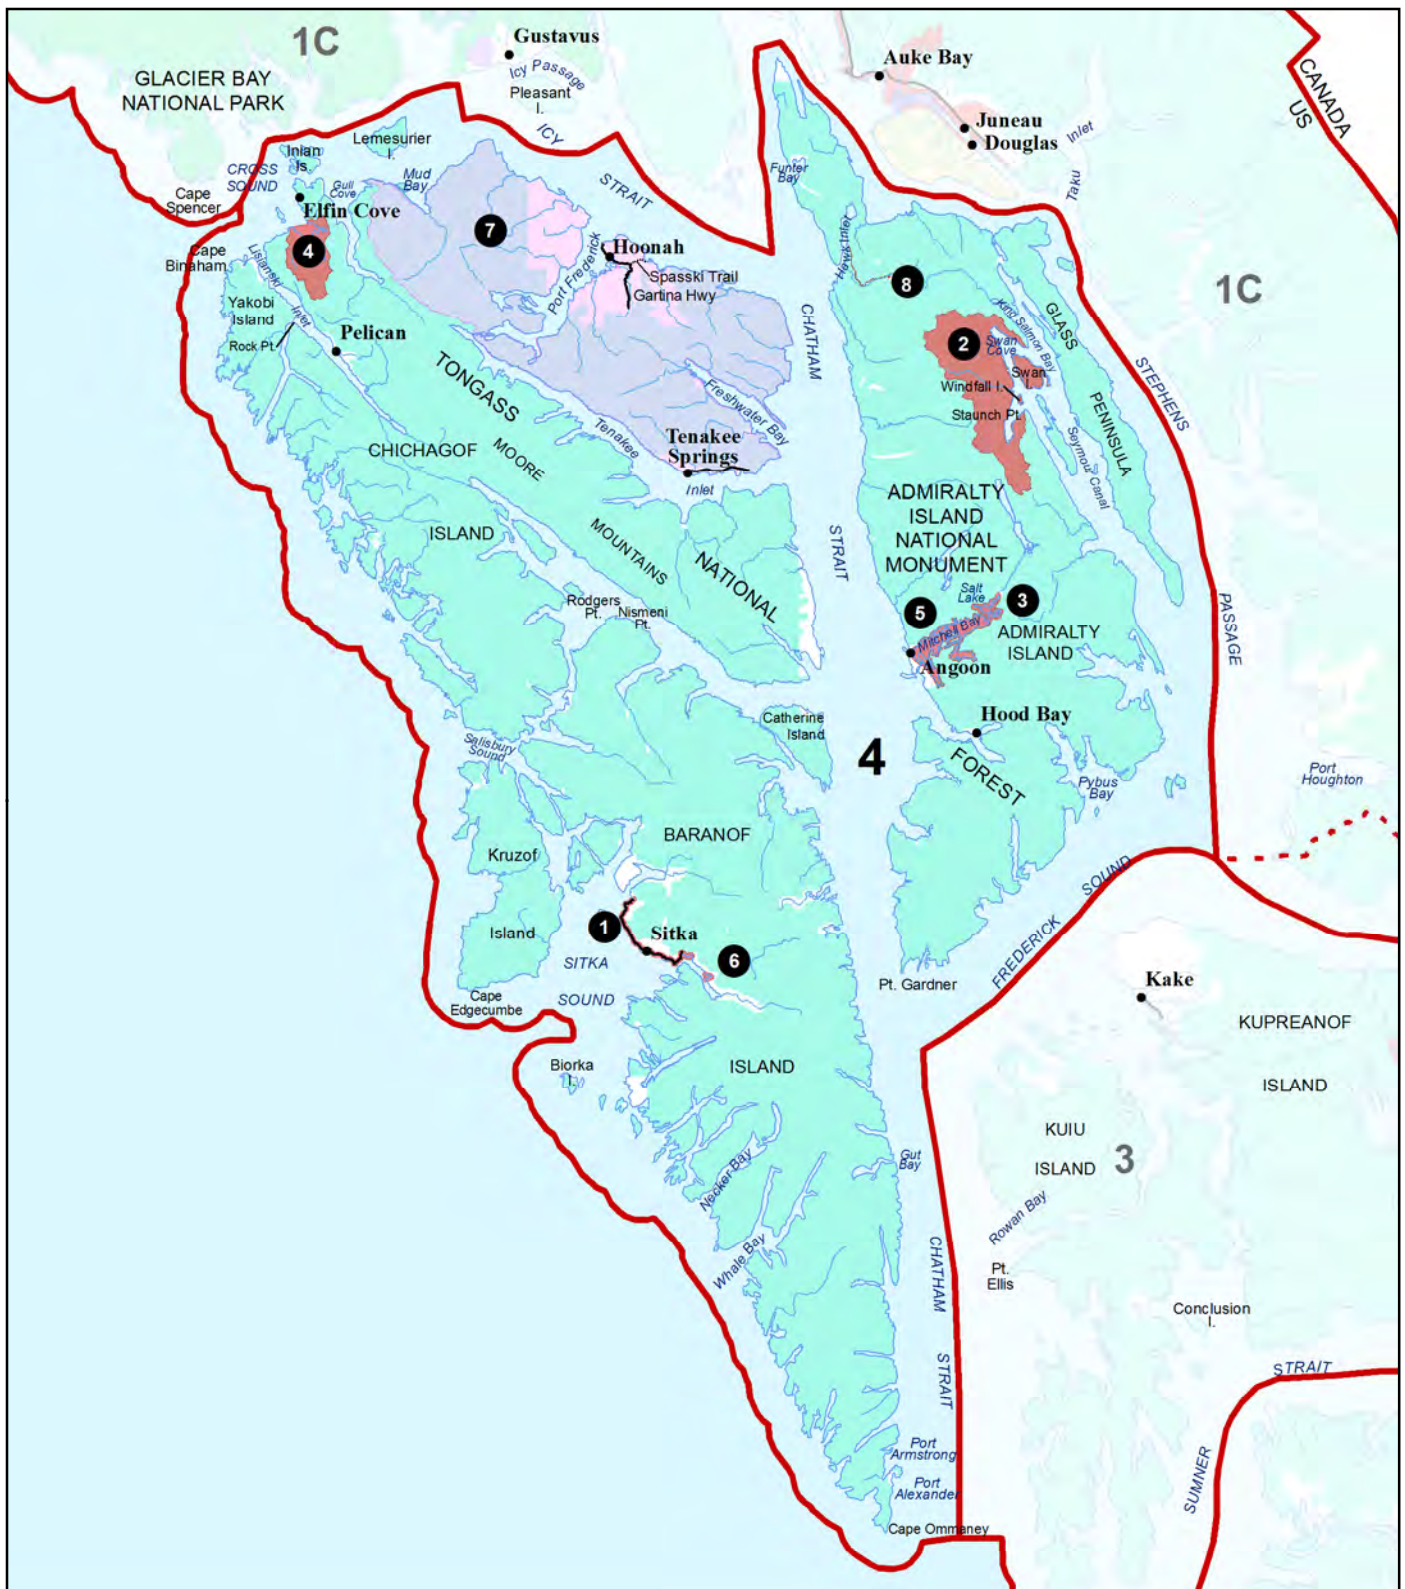 1C
Gustavus
GLACIER BAY
NATIONAL PARK
Icy Passage
Pleasant
I.
Auke Bay
CANADA
US
Juneau
Douglas
Taku Inlet
ICY
STRAIT
Lemesurier
I.
Inian
Is.
CROSS
SOUND
Mud
Bay
Gull
Cove
Cape
Spencer
Elfin Cove
Funter
Bay
7
4
Cape
Binaham
Lisianski
Inlet
Port Frederick
Hoonah
Spasski Trail
Gartina Hwy
Hawk Inlet
8
1C
Yakobi
Island
Rock Pt.
Pelican
CHATHAM
STRAIT
King Salmon Bay
GLASS
PENINSULA
2
Swan
Cove
Swan
I.
Windfall I.
Staunch Pt.
STEPHENS
PASSAGE
TONGASS
Freshwater Bay
Tenakee
Inlet
Tenakee
Springs
CHICHAGOF
ISLAND
MOORE
MOUNTAINS
Seymour Canal
ADMIRALTY
ISLAND
NATIONAL
MONUMENT
NATIONAL
Salt
Lake
3
5
Mitchell Bay
ADMIRALTY
ISLAND
Rodgers
Pt.
Nismeni
Pt.
Angoon
Hood Bay
Catherine
Island
4
FOREST
Salisbury
Sound
Pybus
Bay
Port
Houghton
BARANOF
Kruzof
Island
FREDERICK
SOUND
1
Sitka
6
SITKA
SOUND
Cape
Edgecumbe
Pt. Gardner
Kake
KUPREANOF
ISLAND
Biorka
I.
ISLAND
KUIU
ISLAND
3
Gut
Bay
Necker Bay
Whale Bay
Rowan Bay
CHATHAM
STRAIT
Pt.
Ellis
Conclusion
I.
STRAIT
SUMNER
Port
Armstrong
Port
Alexander
Cape Ommaney